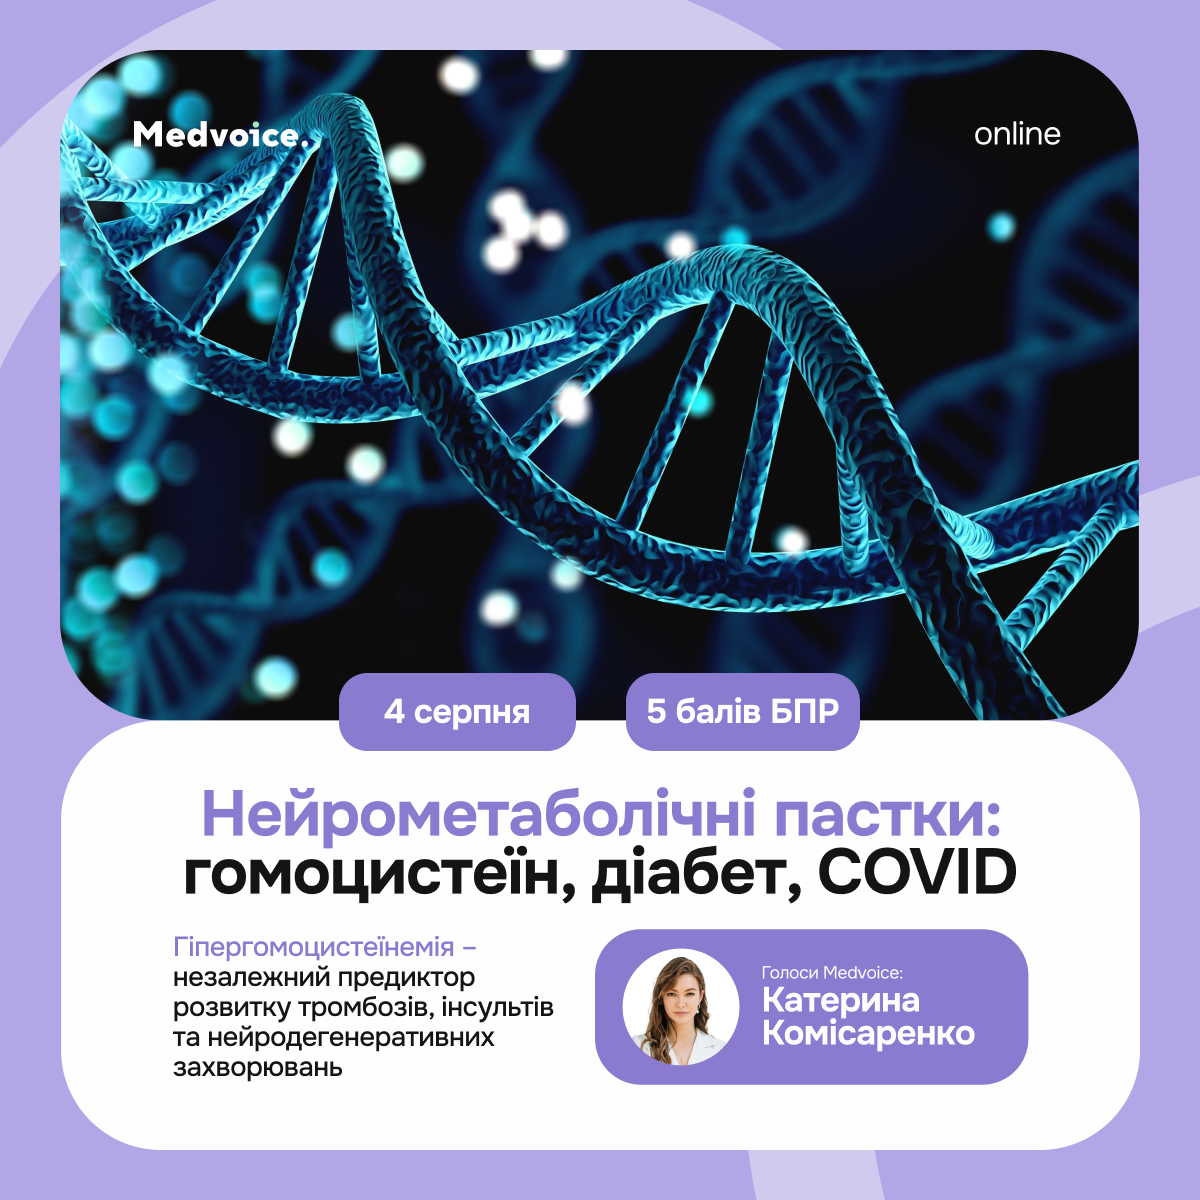 Medvoice.
online
4 серпня
5 балів БПР
Нейрометаболічні пастки:
гомоцистеїн, діабет, COVID
Гіпергомоцистеїнемія –
незалежний предиктор
розвитку тромбозів, інсультів
та нейродегенеративних
захворювань
Голоси Medvoice:
Катерина
Комісаренко